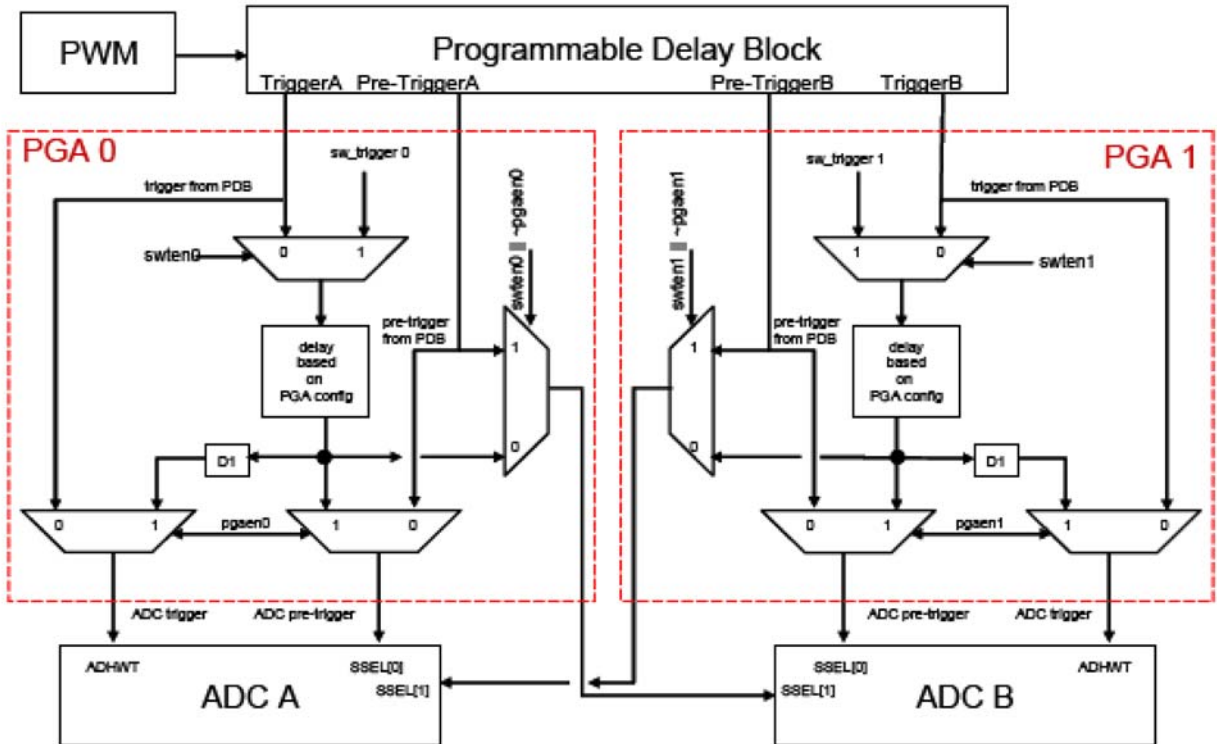 PWM
Programmable Delay Block
TriggerA Pre-TriggerA Pre-TriggerB TriggerB
PGA 0
sw_trigger 0
trigger from PDB
0 1
swten0
swten0 || ~pgaen0
delay
based
on
PGA config
pre-trigger
from PDB
1
0
D1
0 1
pgaen0
1 0
ADC trigger
ADC pre-trigger
ADHWT
SSEL[0]
SSEL[1]
ADC A
PGA 1
sw_trigger 1
trigger from PDB
1 0
swten1
swten1 || ~pgaen1
pre-trigger
from PDB
delay
based
on
PGA config
1
0
D1
0 1
pgaen1
1 0
ADC pre-trigger
ADC trigger
SSEL[0]
SSEL[1]
ADHWT
ADC B